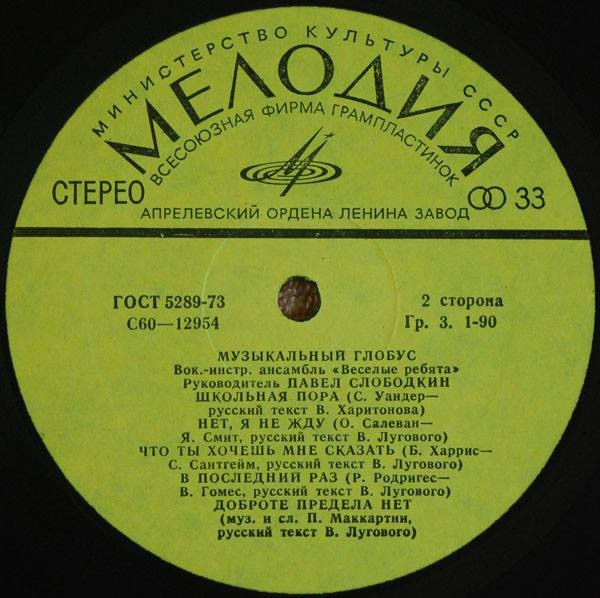 МИНИСТЕРСТВО КУЛЬТУРЫ СССР
МЕЛОДИЯ
ВСЕСОЮЗНАЯ ФИРМА ГРАМПЛАСТИНОК
СТЕРЕО
33
АПРЕЛЕВСКИЙ ОРДЕНА ЛЕНИНА ЗАВОД
ГОСТ 5289-73
2 сторона
С60—12954
Гр. 3. 1-90
МУЗЫКАЛЬНЫЙ ГЛОБУС
Вок.-инстр. ансамбль «Веселые ребята»
Руководитель ПАВЕЛ СЛОБОДКИН
ШКОЛЬНАЯ ПОРА (С. Уандер—
русский текст В. Харитонова)
НЕТ, Я НЕ ЖДУ (О. Салеван—
Я. Смит, русский текст В. Лугового)
ЧТО ТЫ ХОЧЕШЬ МНЕ СКАЗАТЬ (Б. Харрис—
С. Сантгейм, русский текст В. Лугового)
В ПОСЛЕДНИЙ РАЗ (Р. Родригес—
В. Гомес, русский текст В. Лугового)
ДОБРОТЕ ПРЕДЕЛА НЕТ
(муз. и сл. П. Маккартни,
русский текст В. Лугового)